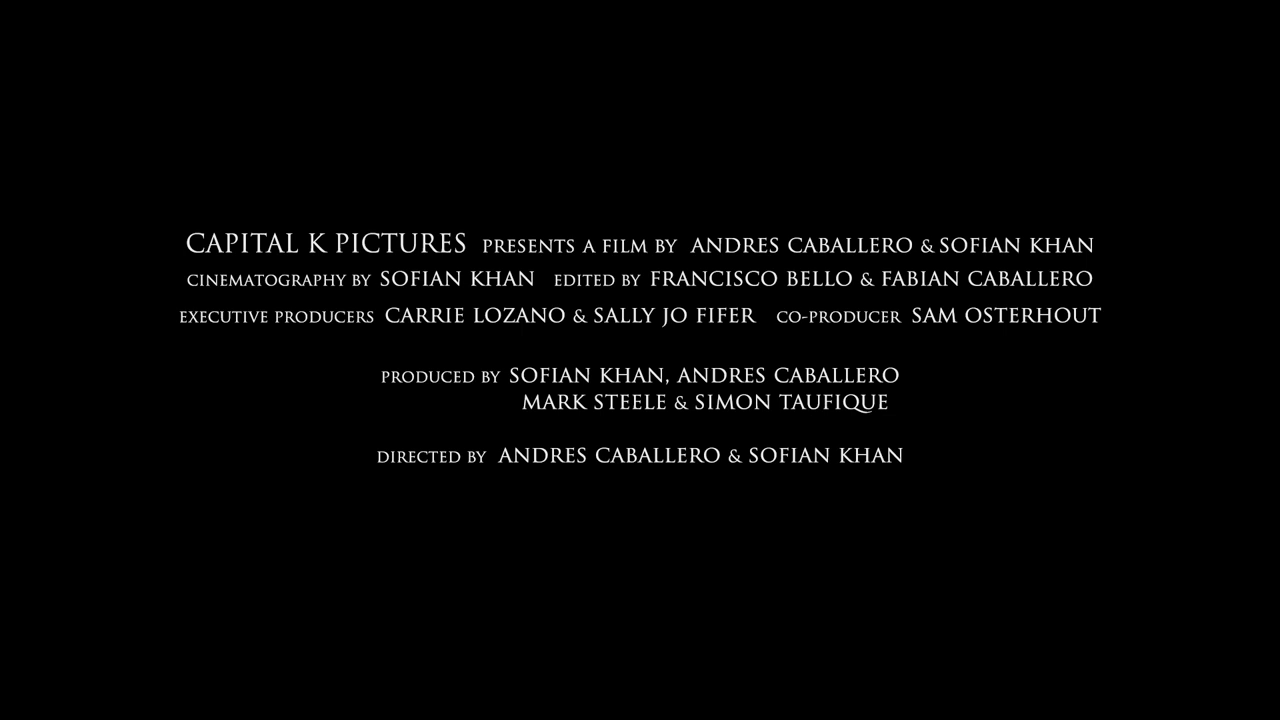 CAPITAL K PICTURES PRESENTS A FILM BY ANDRES CABALLERO & SOFIAN KHAN
CINEMATOGRAPHY BY SOFIAN KHAN EDITED BY FRANCISCO BELLO & FABIAN CABALLERO
EXECUTIVE PRODUCERS CARRIE LOZANO & SALLY JO FIFER CO-PRODUCER SAM OSTERHOUT
PRODUCED BY SOFIAN KHAN, ANDRES CABALLERO
MARK STEELE & SIMON TAUFIQUE
DIRECTED BY ANDRES CABALLERO & SOFIAN KHAN